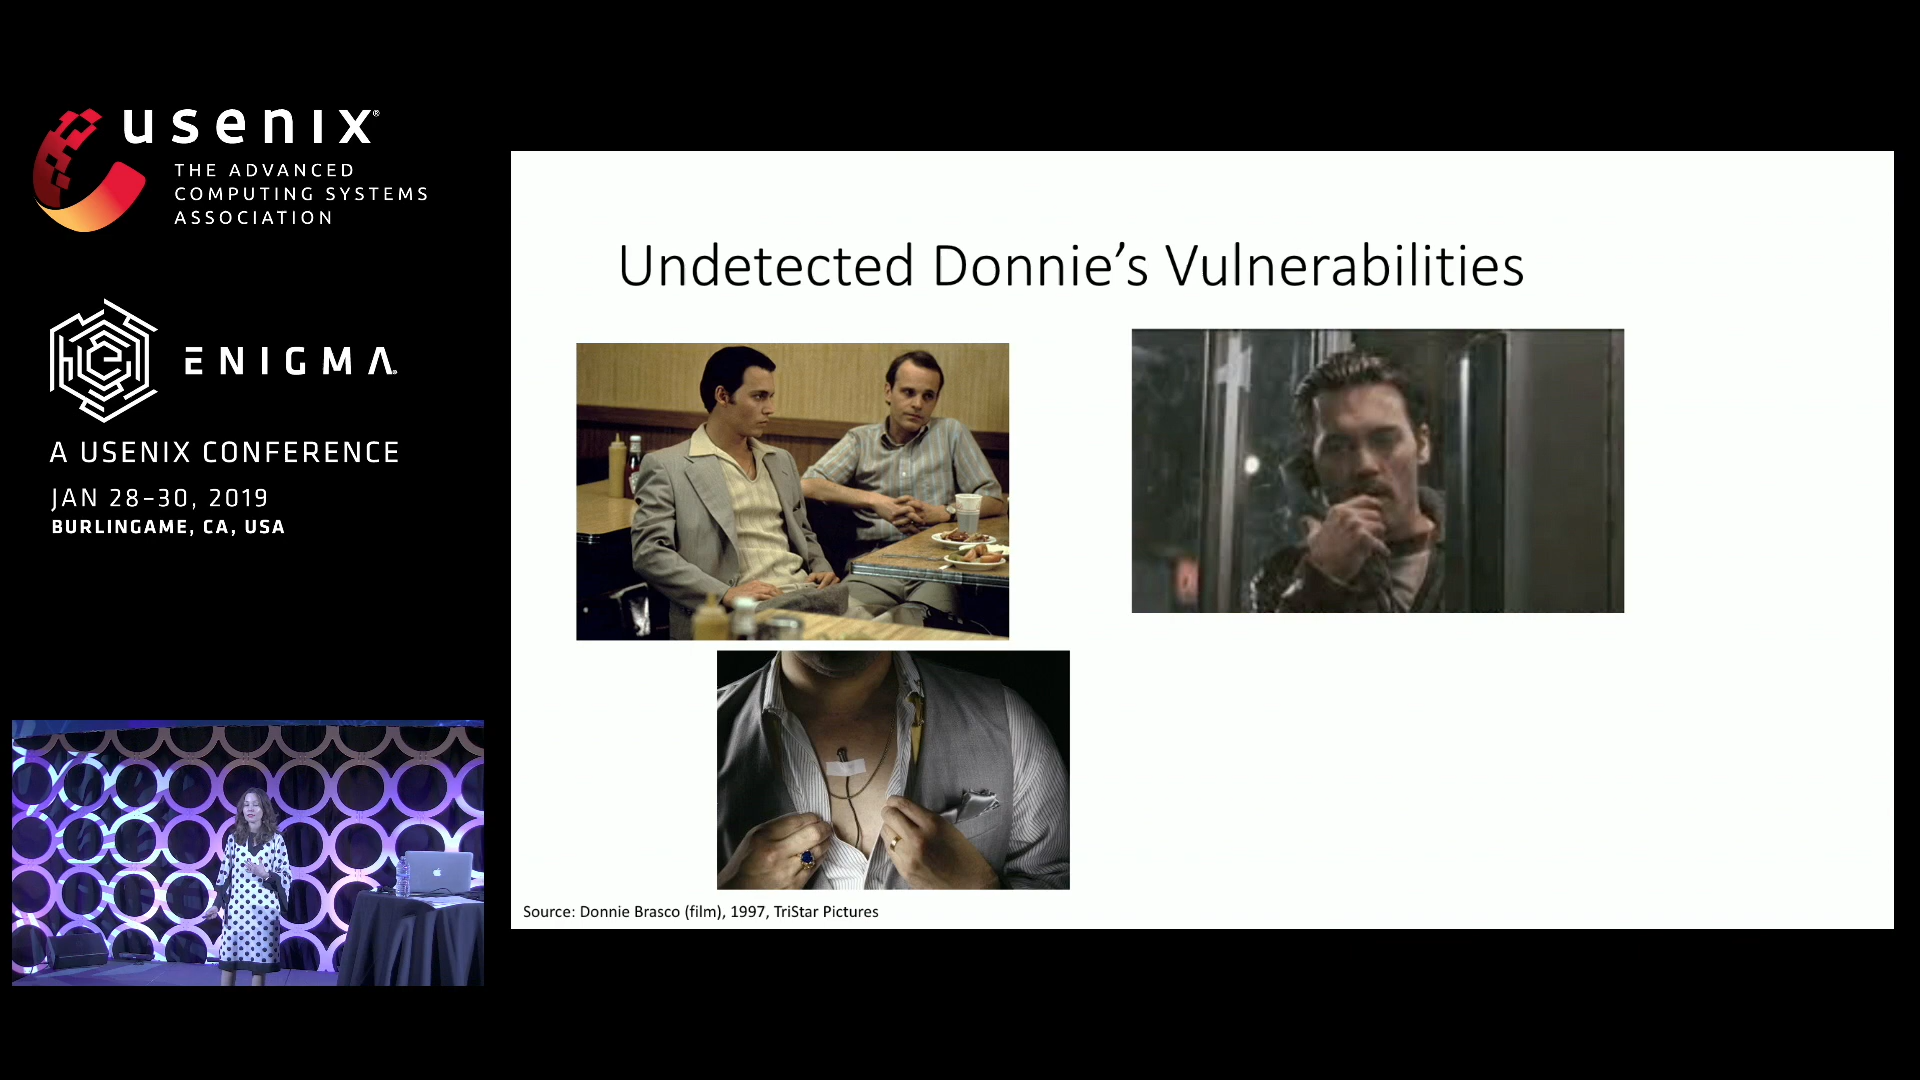 usenix®
THE ADVANCED
COMPUTING SYSTEMS
ASSOCIATION
ENIGMA
A USENIX CONFERENCE
JAN 28–30, 2019
BURLINGAME, CA, USA
Undetected Donnie’s Vulnerabilities
Source: Donnie Brasco (film), 1997, TriStar Pictures